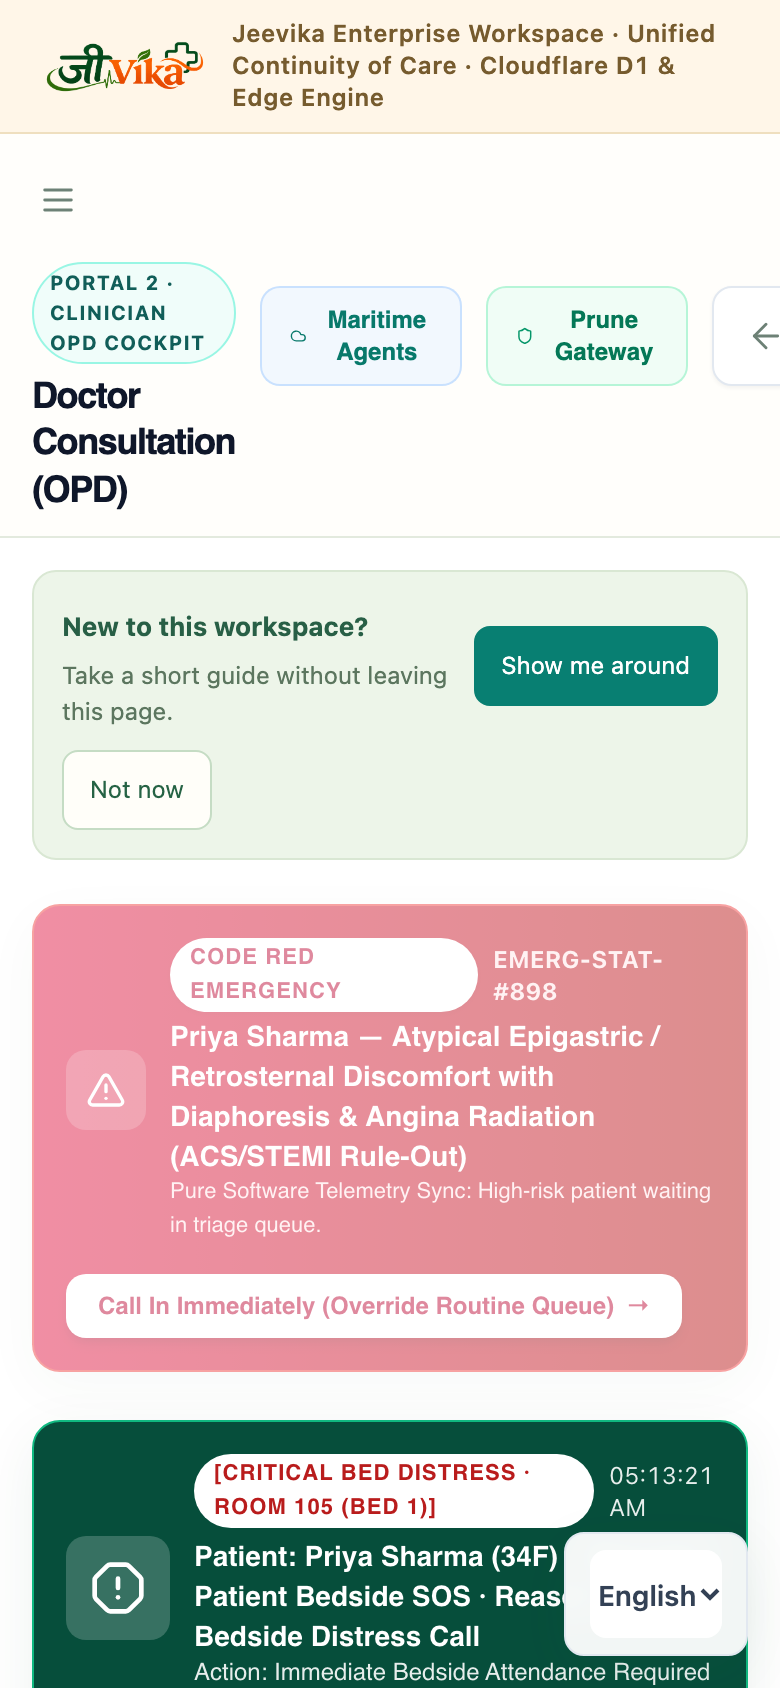 जीvika
Jeevika Enterprise Workspace · Unified
Continuity of Care · Cloudflare D1 &
Edge Engine
PORTAL 2 ·
CLINICIAN
OPD COCKPIT
Doctor
Consultation
(OPD)
Maritime
Agents
Prune
Gateway
New to this workspace?
Take a short guide without leaving
this page.
Show me around
Not now
CODE RED
EMERGENCY
EMERG-STAT-
#898
Priya Sharma — Atypical Epigastric /
Retrosternal Discomfort with
Diaphoresis & Angina Radiation
(ACS/STEMI Rule-Out)
Pure Software Telemetry Sync: High-risk patient waiting
in triage queue.
Call In Immediately (Override Routine Queue) →
[CRITICAL BED DISTRESS ·
ROOM 105 (BED 1)]
05:13:21
AM
Patient: Priya Sharma (34F)
Patient Bedside SOS ·
Bedside Distress Call
Action: Immediate Bedside Attendance Required
English